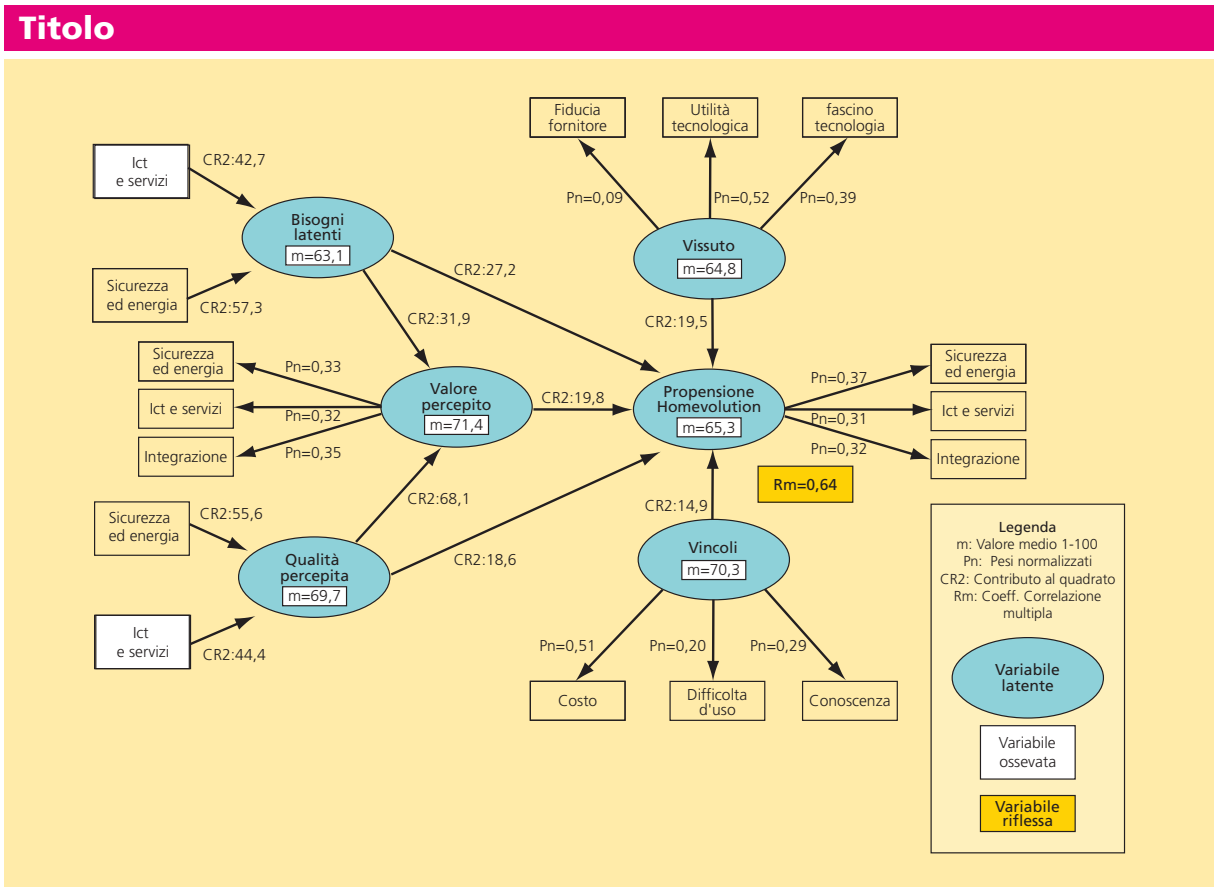 Titolo
Fiducia
fornitore
Utilità
tecnologica
fascino
tecnologia
Ict
e servizi
CR2:42,7
Pn=0,09
Pn=0,52
Pn=0,39
Bisogni
latenti
m=63,1
Vissuto
m=64,8
Sicurezza
ed energia
CR2:57,3
CR2:27,2
CR2:31,9
CR2:19,5
Sicurezza
ed energia
Pn=0,33
Ict e servizi
Pn=0,32
Integrazione
Pn=0,35
Valore
percepito
m=71,4
CR2:19,8
Propensione
Homevolution
m=65,3
Pn=0,37
Sicurezza
ed energia
Pn=0,31
Ict e servizi
Pn=0,32
Integrazione
Rm=0,64
Sicurezza
ed energia
CR2:55,6
CR2:68,1
CR2:14,9
Qualità
percepita
m=69,7
CR2:18,6
Vincoli
m=70,3
Ict
e servizi
CR2:44,4
Pn=0,51
Pn=0,20
Pn=0,29
Costo
Difficolta
d'uso
Conoscenza
Legenda
m: Valore medio 1-100
Pn: Pesi normalizzati
CR2: Contributo al quadrato
Rm: Coeff. Correlazione
multipla
Variabile
latente
Variabile
ossevata
Variabile
riflessa